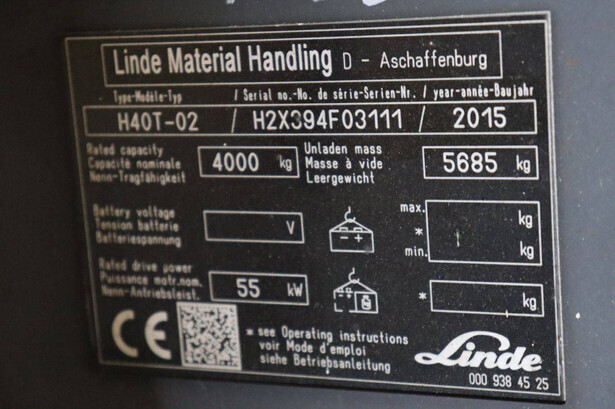 Linde Material Handling D - Aschaffenburg
Type-Modèle-Typ / Serial no.-No. de série-Serien-Nr. / year-année-Baujahr
H40T-02 / H2X394F03111 / 2015
Rated capacity
Capacité nominale
Nenn-Tragfähigkeit
4000 kg
Unladen mass
Masse à vide
Leergewicht
5685 kg
Battery voltage
Tension batterie
Batteriespannung
V
- +
max. kg
*
min. kg
Rated drive power
Puissance motr.nom.
Nenn-Antriebsleist.
55 kW
* kg
CE
* see Operating instructions
voir Mode d'emploi
siehe Betriebsanleitung
Linde
000 938 45 25